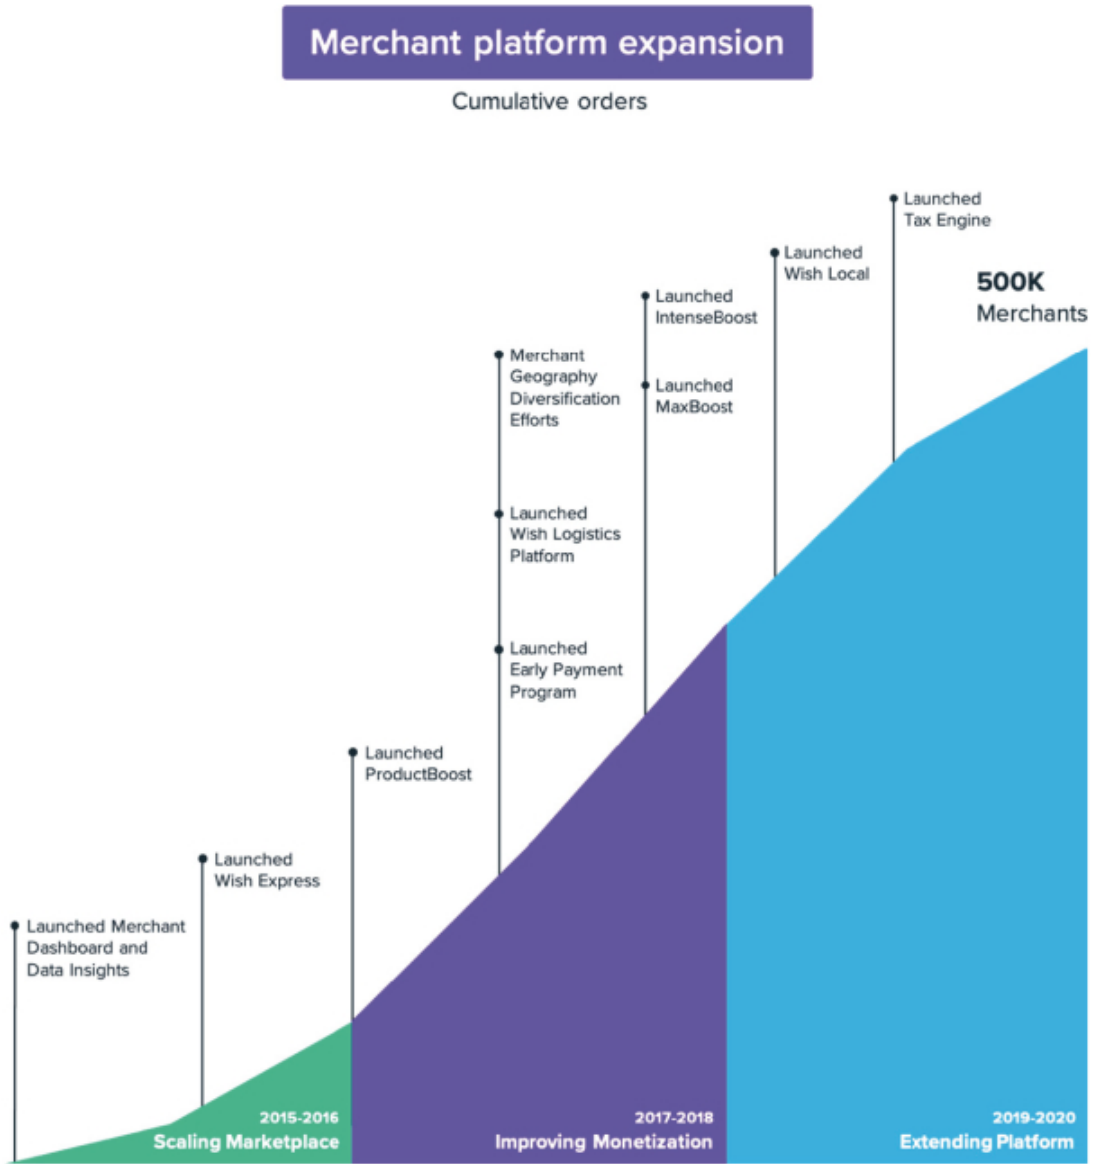 Merchant platform expansion
Cumulative orders
Launched
Tax Engine
Launched
Wish Local
500K
Merchants
Launched
IntenseBoost
Launched
MaxBoost
Merchant
Geography
Diversification
Efforts
Launched
Wish Logistics
Platform
Launched
Early Payment
Program
Launched
ProductBoost
Launched
Wish Express
Launched Merchant
Dashboard and
Data Insights
2015-2016
Scaling Marketplace
2017-2018
Improving Monetization
2019-2020
Extending Platform